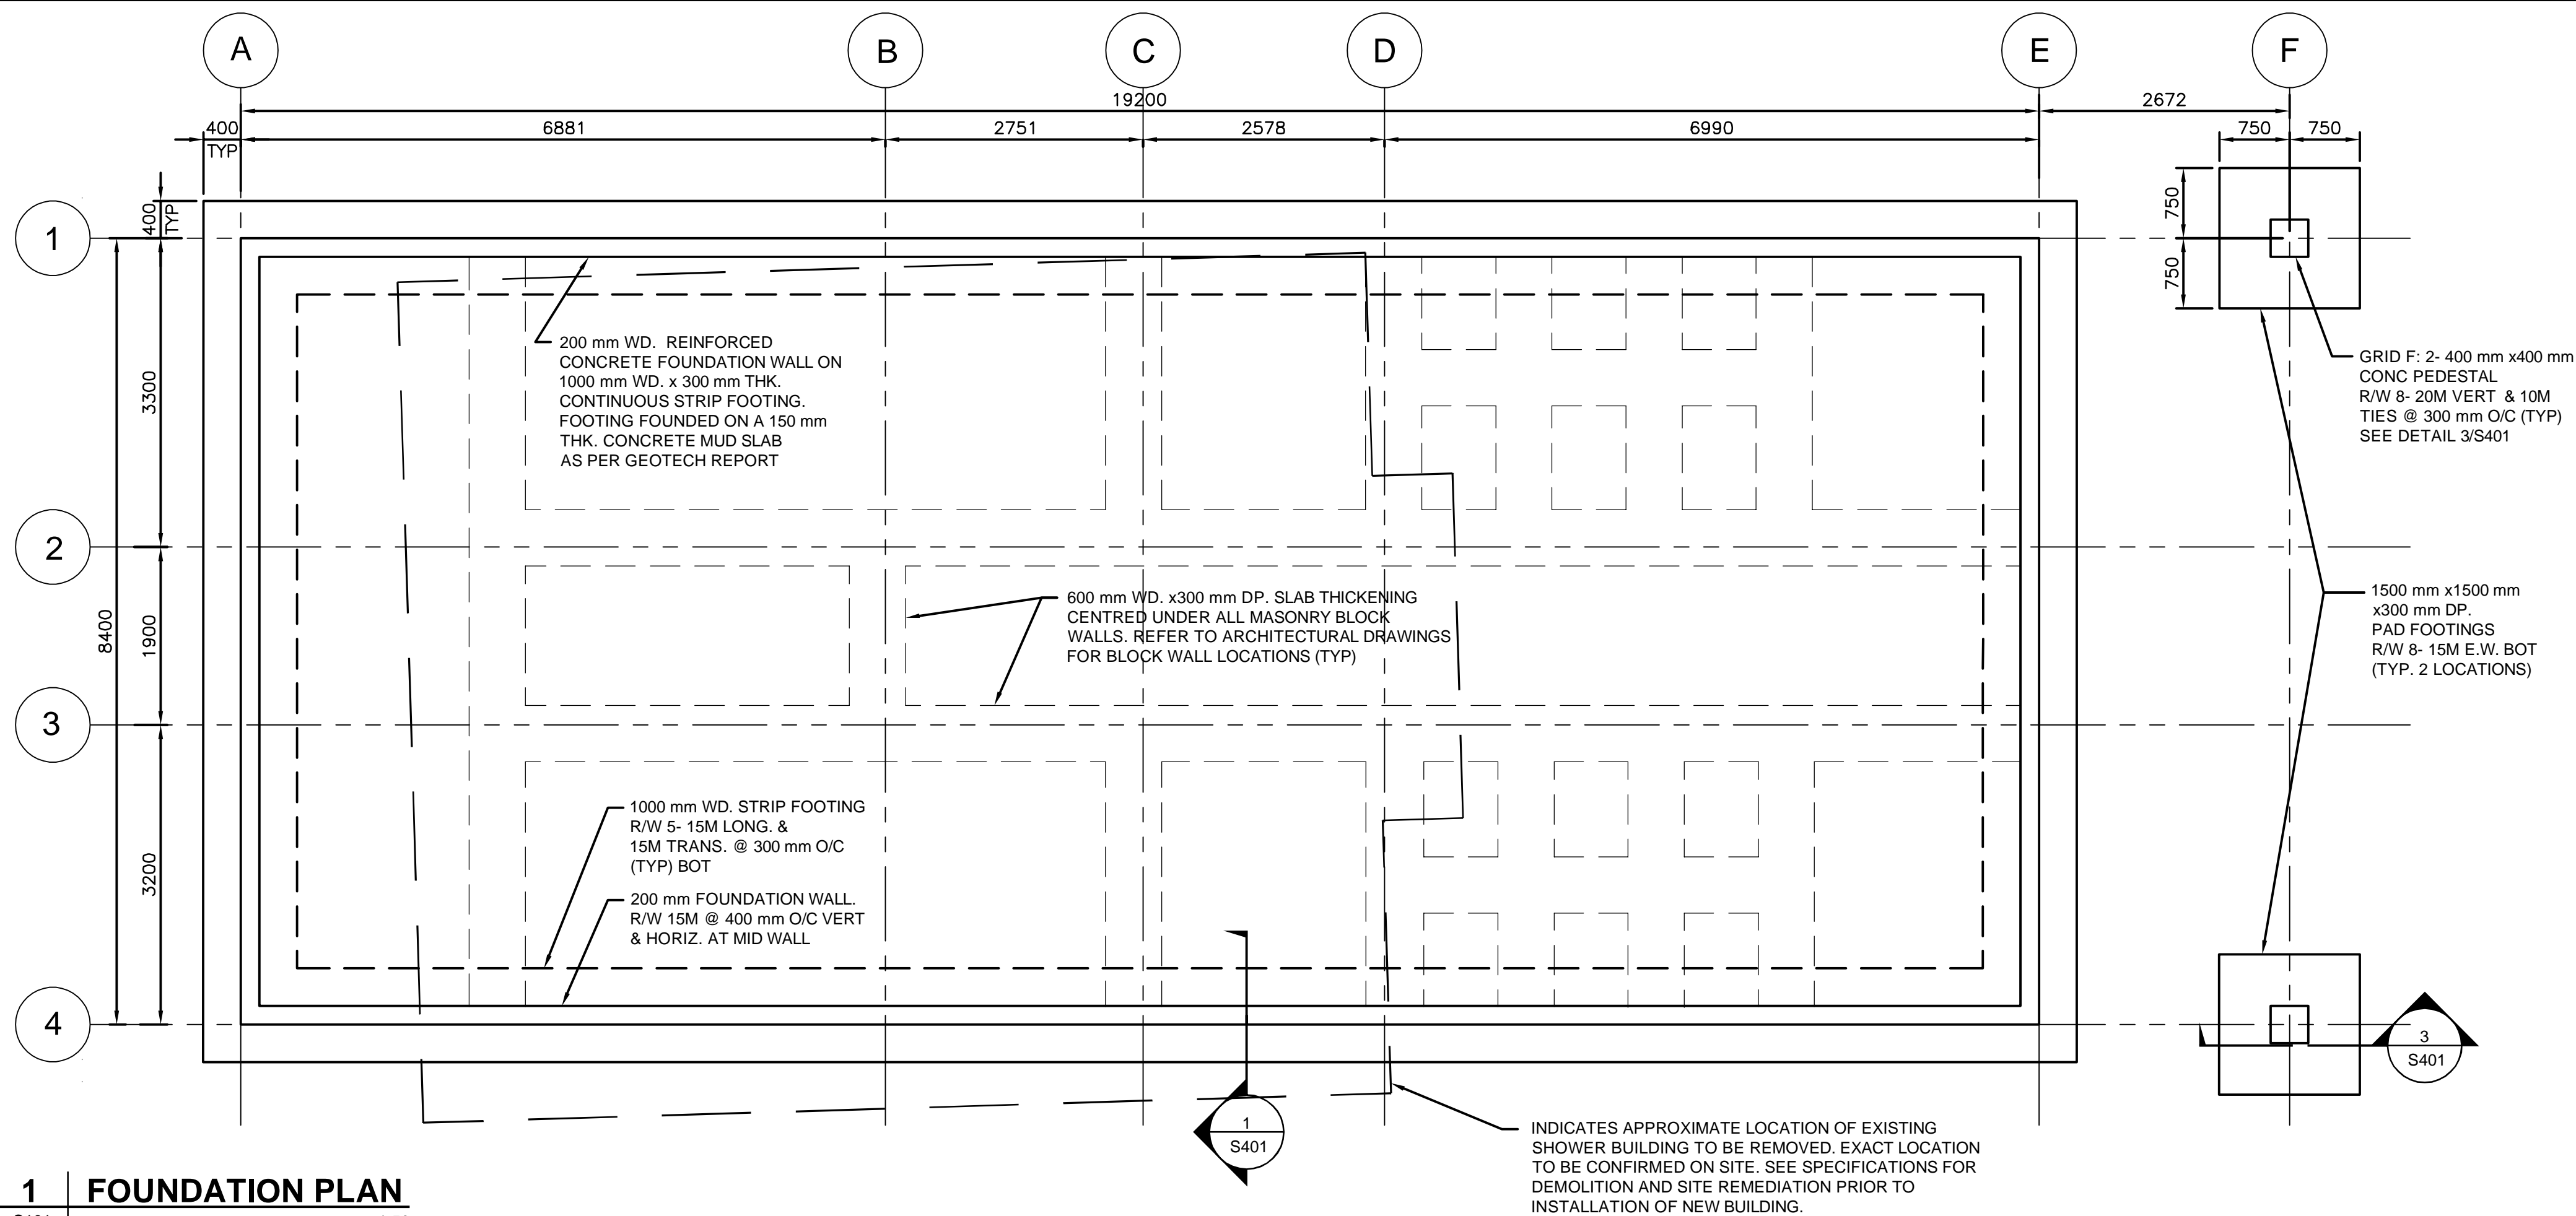 A
B
C
D
E
F
19200
2672
400
TYP
6881
2751
2578
6990
750
750
400
TYP
750
750
1
2
3
4
3300
1900
8400
3200
200 mm WD. REINFORCED
CONCRETE FOUNDATION WALL ON
1000 mm WD. x 300 mm THK.
CONTINUOUS STRIP FOOTING.
FOOTING FOUNDED ON A 150 mm
THK. CONCRETE MUD SLAB
AS PER GEOTECH REPORT
GRID F: 2- 400 mm x400 mm
CONC PEDESTAL
R/W 8- 20M VERT & 10M
TIES @ 300 mm O/C (TYP)
SEE DETAIL 3/S401
600 mm WD. x300 mm DP. SLAB THICKENING
CENTRED UNDER ALL MASONRY BLOCK
WALLS. REFER TO ARCHITECTURAL DRAWINGS
FOR BLOCK WALL LOCATIONS (TYP)
1500 mm x1500 mm
x300 mm DP.
PAD FOOTINGS
R/W 8- 15M E.W. BOT
(TYP. 2 LOCATIONS)
1000 mm WD. STRIP FOOTING
R/W 5- 15M LONG. &
15M TRANS. @ 300 mm O/C
(TYP) BOT
200 mm FOUNDATION WALL.
R/W 15M @ 400 mm O/C VERT
& HORIZ. AT MID WALL
3
S401
1
S401
INDICATES APPROXIMATE LOCATION OF EXISTING
SHOWER BUILDING TO BE REMOVED. EXACT LOCATION
TO BE CONFIRMED ON SITE. SEE SPECIFICATIONS FOR
DEMOLITION AND SITE REMEDIATION PRIOR TO
INSTALLATION OF NEW BUILDING.
1 FOUNDATION PLAN